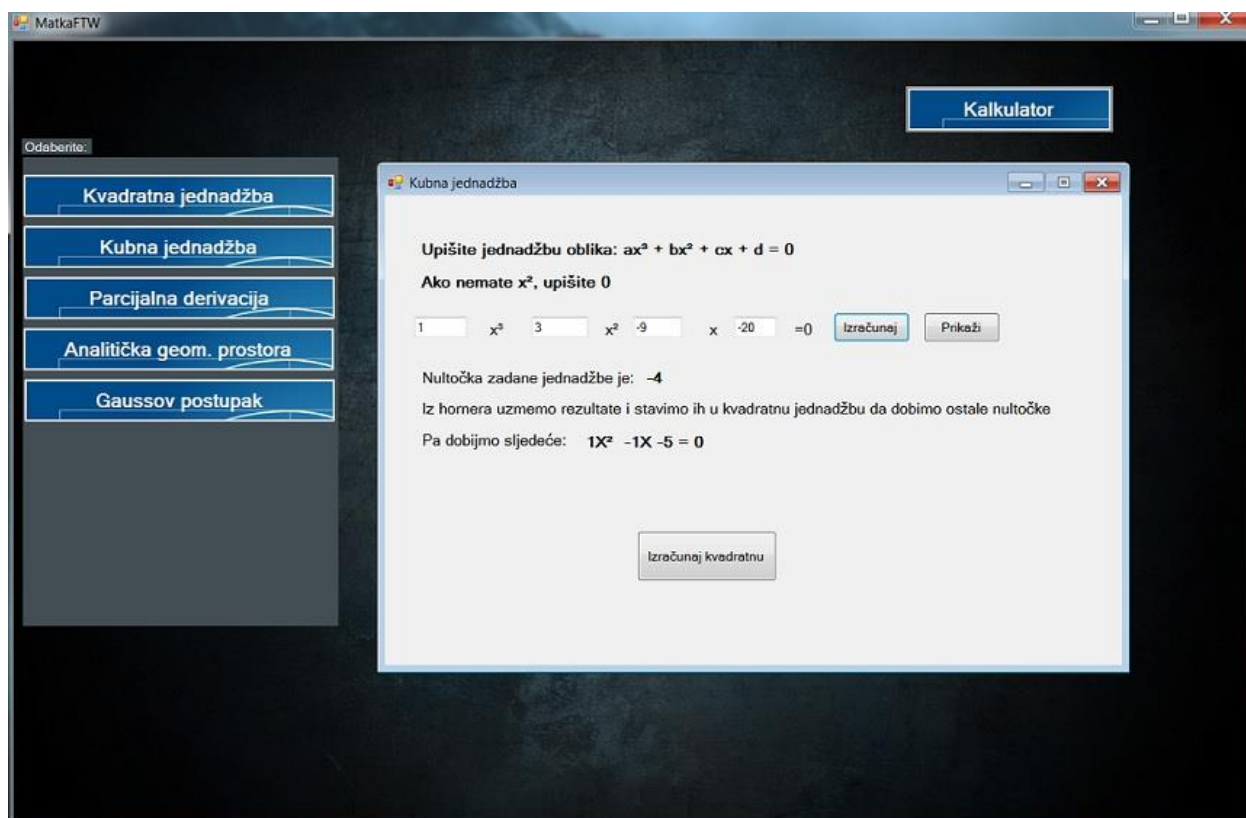 MatkaFTW
Kalkulator
Odaberite:
Kvadratna jednadžba
Kubna jednadžba
Parcijalna derivacija
Analitička geom. prostora
Gaussov postupak
Kubna jednadžba
Upišite jednadžbu oblika: ax³ + bx² + cx + d = 0
Ako nemate x², upišite 0
1 x³ 3 x² -9 x -20 =0 Izračunaj Prikaži
Nultočka zadane jednadžbe je: -4
Iz hornera uzmemo rezultate i stavimo ih u kvadratnu jednadžbu da dobimo ostale nultočke
Pa dobijmo sljedeće: 1X² -1X -5 = 0
Izračunaj kvadratnu